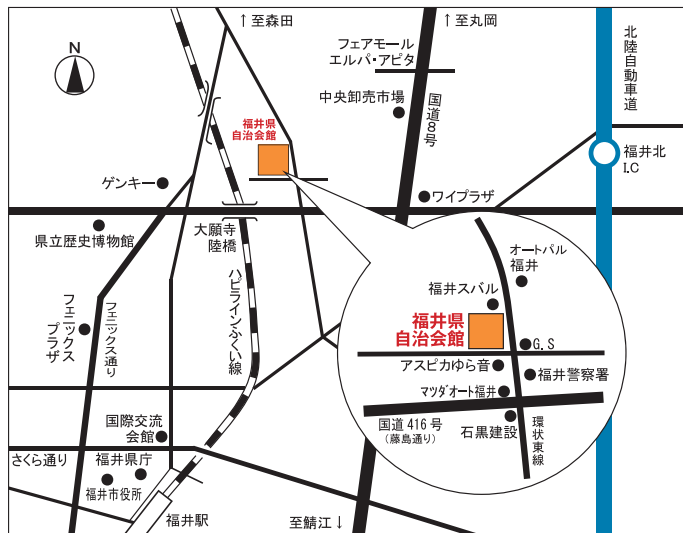 ↑至森田
↑至丸岡
N
フェアモール
エルパ・アピタ
中央卸売市場
国道8号
北陸自動車道
福井北
I.C
福井県
自治会館
ゲンキー
ワイプラザ
県立歴史博物館
大願寺
陸橋
ハピラインふくい線
フェニックス
プラザ
フェニックス通り
オートパル
福井
福井スバル
福井県
自治会館
G.S
アスピカゆら音
福井警察署
マツダオート福井
国道416号
(藤島通り)
石黒建設
環状東線
国際交流
会館
さくら通り
福井県庁
福井市役所
福井駅
至鯖江↓